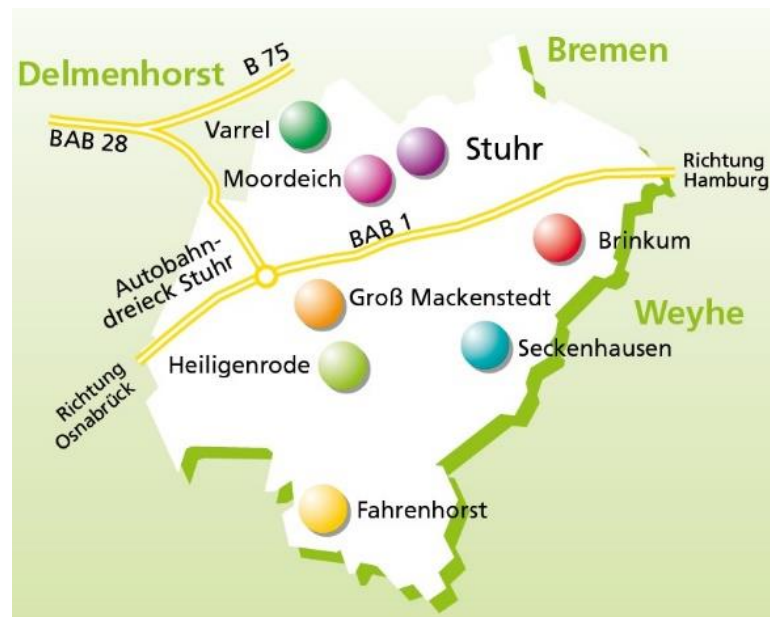 Delmenhorst
B 75
Bremen
BAB 28
Varrel
Stuhr
Moordeich
Richtung
Hamburg
BAB 1
Brinkum
Autobahn-
dreieck Stuhr
Groß Mackenstedt
Weyhe
Seckenhausen
Heiligenrode
Richtung
Osnabrück
Fahrenhorst